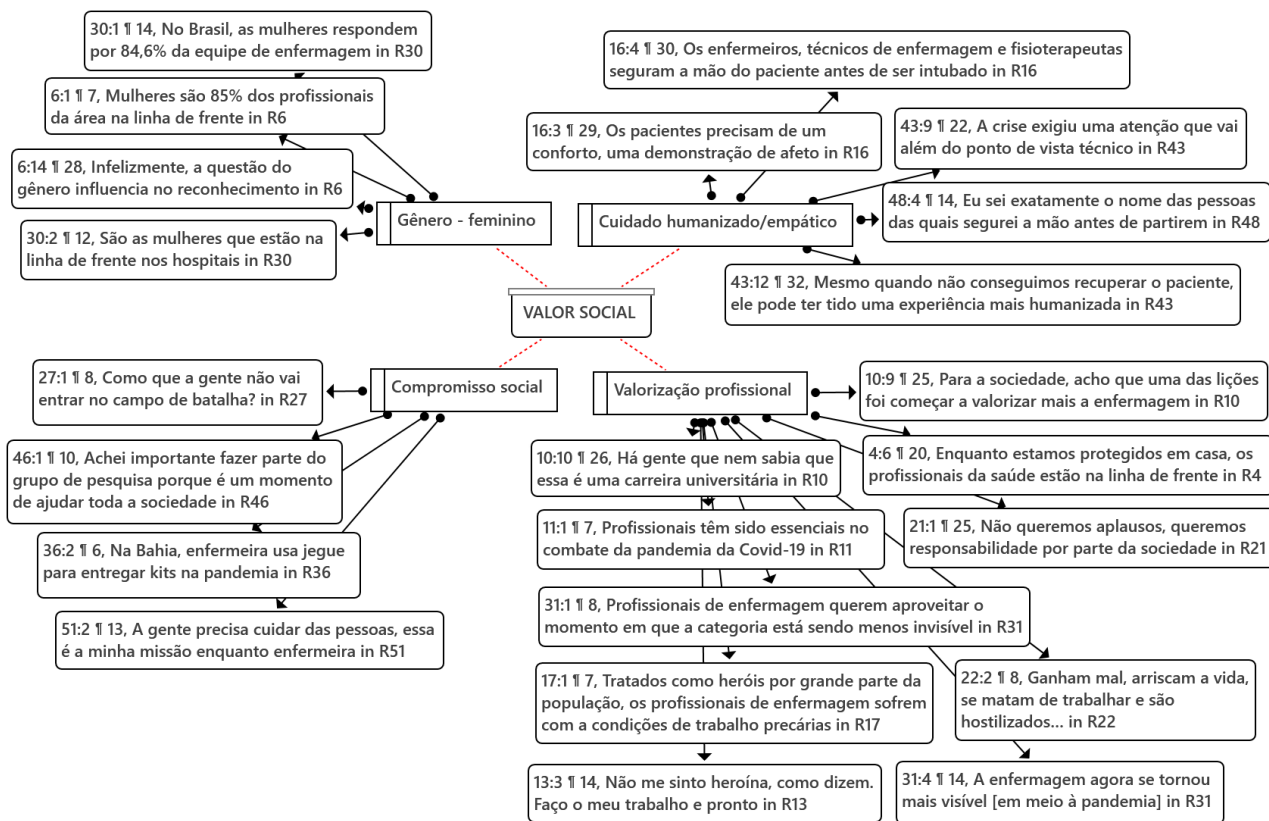 30:1 ¶ 14, No Brasil, as mulheres respondem
por 84,6% da equipe de enfermagem in R30
6:1 ¶ 7, Mulheres são 85% dos profissionais
da área na linha de frente in R6
6:14 ¶ 28, Infelizmente, a questão do
gênero influencia no reconhecimento in R6
30:2 ¶ 12, São as mulheres que estão na
linha de frente nos hospitais in R30
Gênero - feminino
16:4 ¶ 30, Os enfermeiros, técnicos de enfermagem e fisioterapeutas
seguram a mão do paciente antes de ser intubado in R16
16:3 ¶ 29, Os pacientes precisam de um
conforto, uma demonstração de afeto in R16
43:9 ¶ 22, A crise exigiu uma atenção que vai
além do ponto de vista técnico in R43
48:4 ¶ 14, Eu sei exatamente o nome das pessoas
das quais segurei a mão antes de partirem in R48
Cuidado humanizado/empático
43:12 ¶ 32, Mesmo quando não conseguimos recuperar o paciente,
ele pode ter tido uma experiência mais humanizada in R43
VALOR SOCIAL
27:1 ¶ 8, Como que a gente não vai
entrar no campo de batalha? in R27
Compromisso social
46:1 ¶ 10, Achei importante fazer parte do
grupo de pesquisa porque é um momento
de ajudar toda a sociedade in R46
36:2 ¶ 6, Na Bahia, enfermeira usa jegue
para entregar kits na pandemia in R36
51:2 ¶ 13, A gente precisa cuidar das pessoas, essa
é a minha missão enquanto enfermeira in R51
Valorização profissional
10:9 ¶ 25, Para a sociedade, acho que uma das lições
foi começar a valorizar mais a enfermagem in R10
10:10 ¶ 26, Há gente que nem sabia que
essa é uma carreira universitária in R10
4:6 ¶ 20, Enquanto estamos protegidos em casa, os
profissionais da saúde estão na linha de frente in R4
11:1 ¶ 7, Profissionais têm sido essenciais no
combate da pandemia da Covid-19 in R11
21:1 ¶ 25, Não queremos aplausos, queremos
responsabilidade por parte da sociedade in R21
31:1 ¶ 8, Profissionais de enfermagem querem aproveitar o
momento em que a categoria está sendo menos invisível in R31
17:1 ¶ 7, Tratados como heróis por grande parte da
população, os profissionais de enfermagem sofrem
com a condições de trabalho precárias in R17
22:2 ¶ 8, Ganham mal, arriscam a vida,
se matam de trabalhar e são
hostilizados... in R22
13:3 ¶ 14, Não me sinto heroína, como dizem.
Faço o meu trabalho e pronto in R13
31:4 ¶ 14, A enfermagem agora se tornou
mais visível [em meio à pandemia] in R31